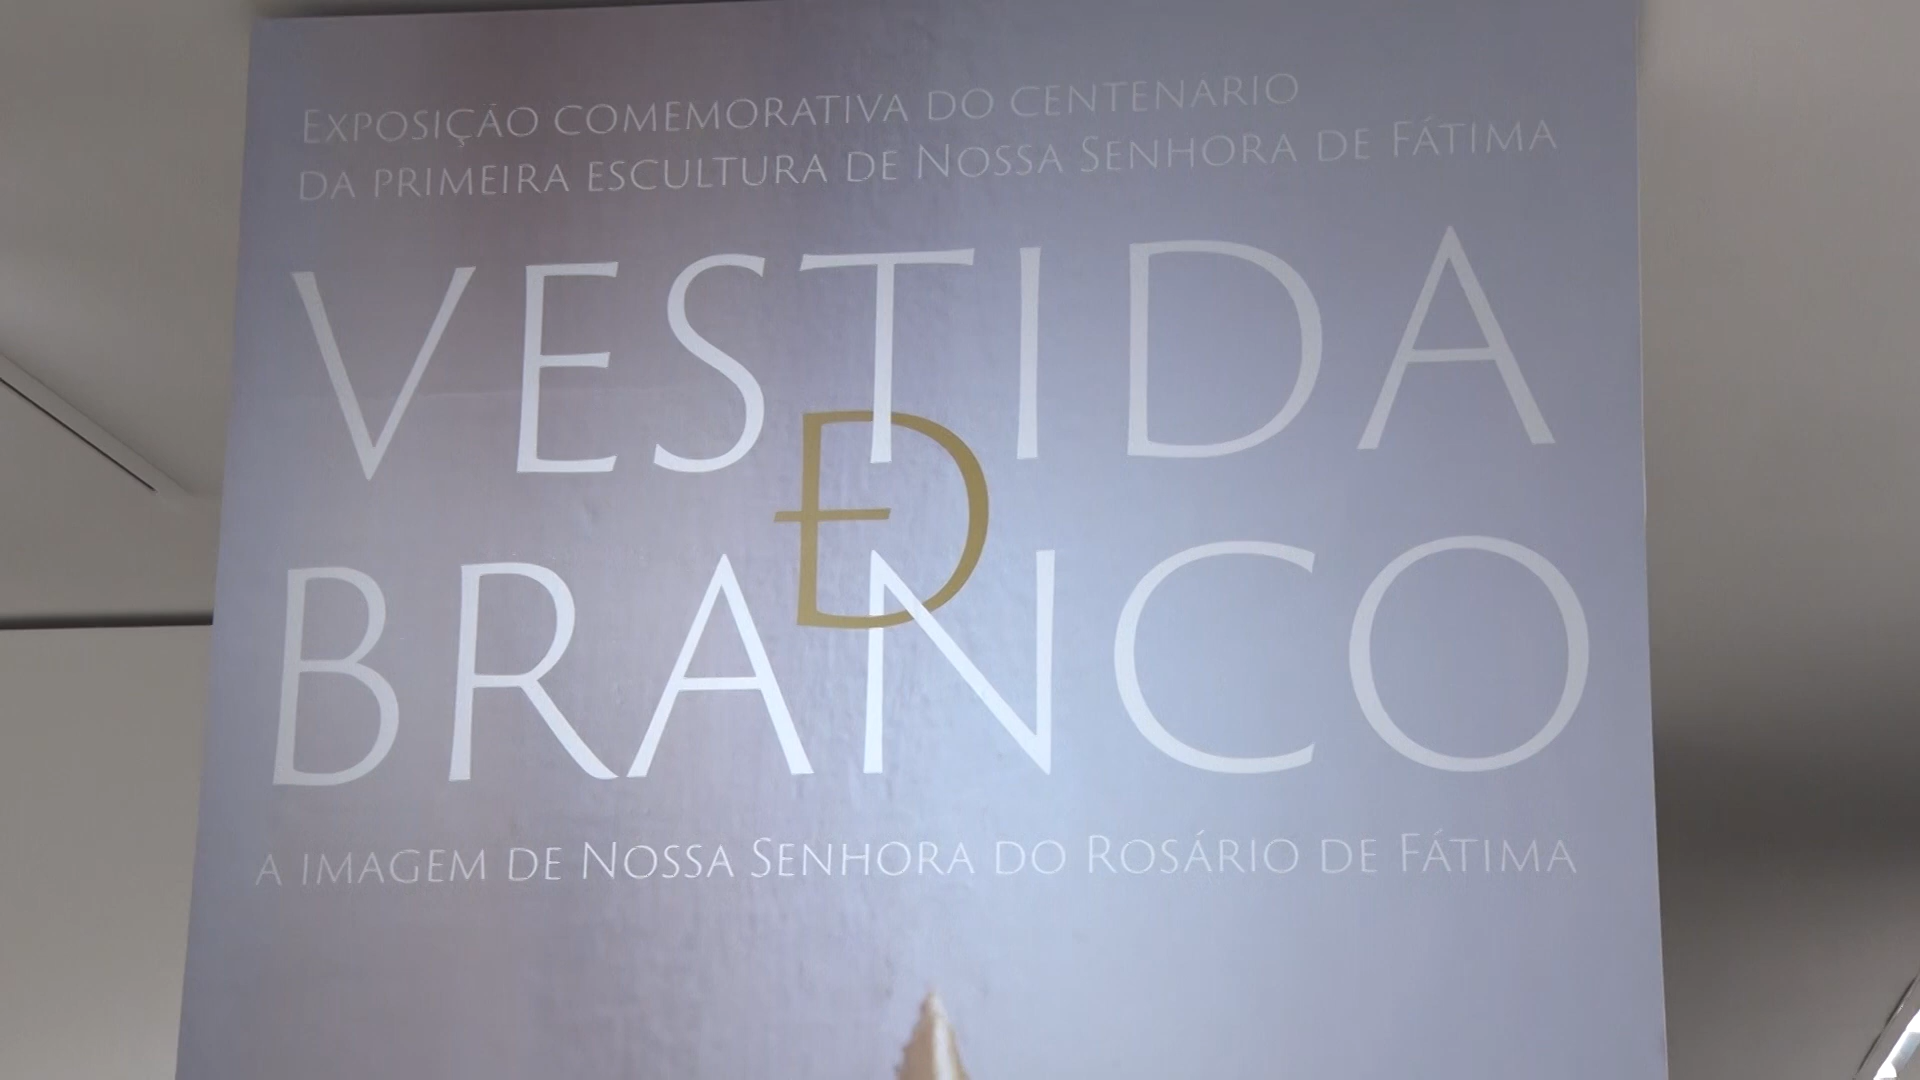 Exposição comemorativa do centenario
da primeira escultura de Nossa Senhora de Fátima
VESTIDA
DE
BRANCO
a imagem de Nossa Senhora do Rosário de Fátima